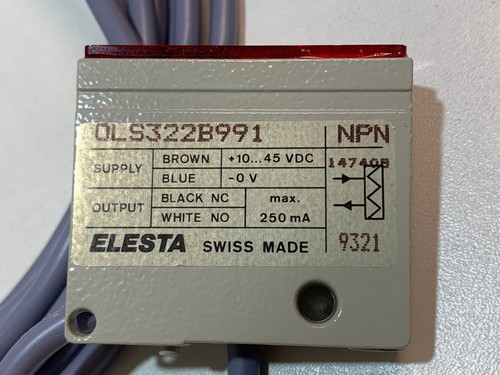 OLS322B991 NPN
SUPPLY BROWN +10...45 VDC 147408
BLUE -0 V
OUTPUT BLACK NC max.
WHITE NO 250 mA
ELESTA SWISS MADE 9321